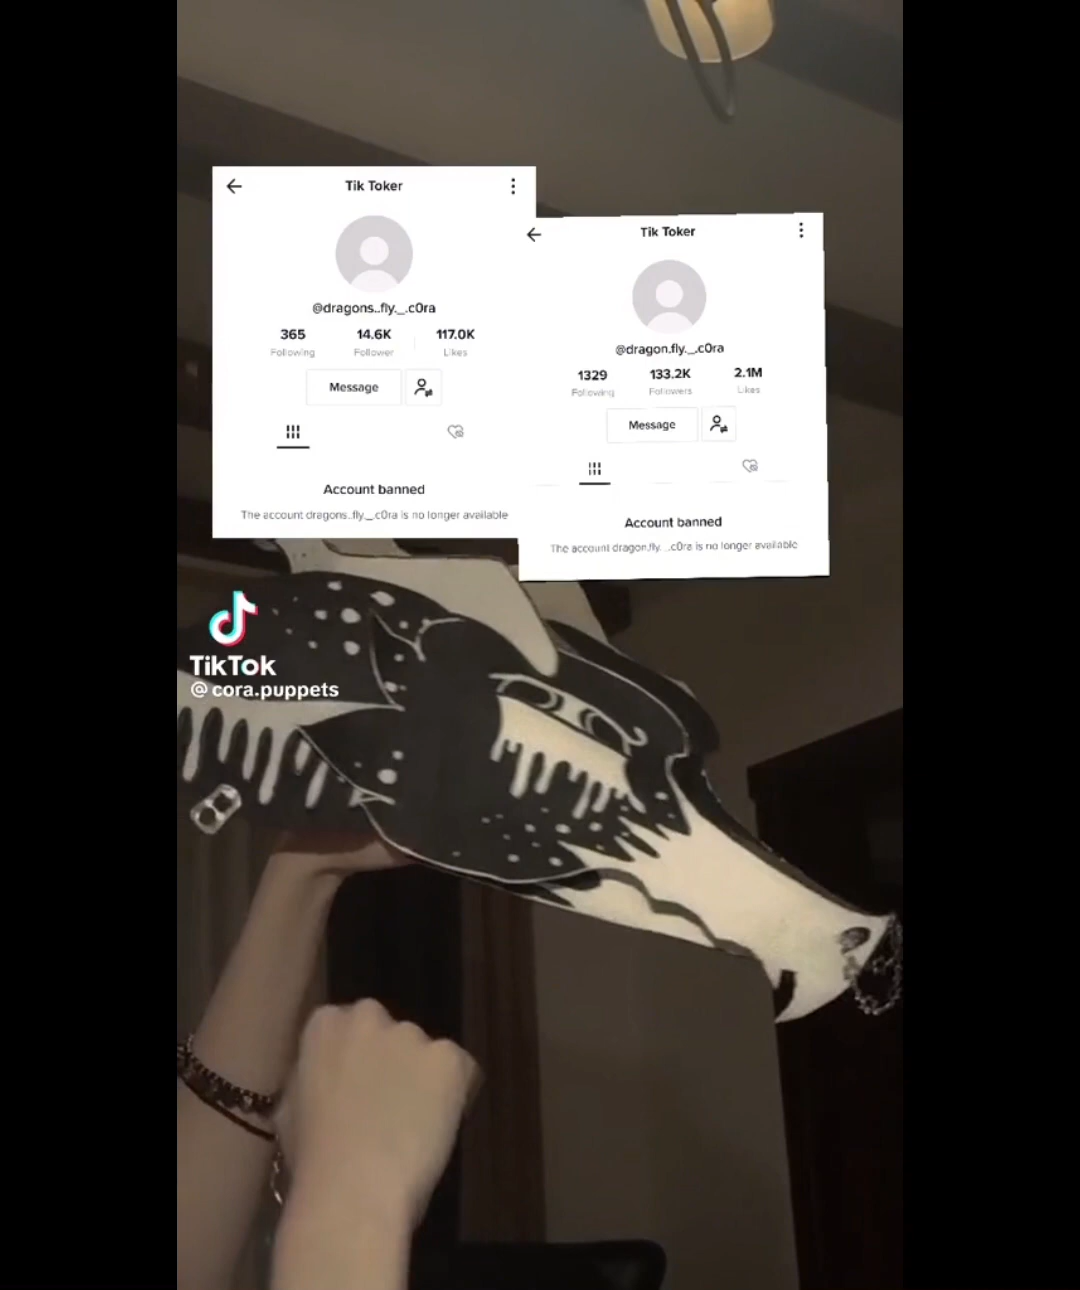 Tik Toker
@dragons..fly._.c0ra
365 14.6K 117.0K
Following Follower Likes
Message
Account banned
The account dragons..fly._.c0ra is no longer available
Tik Toker
@dragon.fly._.c0ra
1329 133.2K 2.1M
Following Followers Likes
Message
Account banned
The account dragon.fly._.c0ra is no longer available
TikTok
@cora.puppets